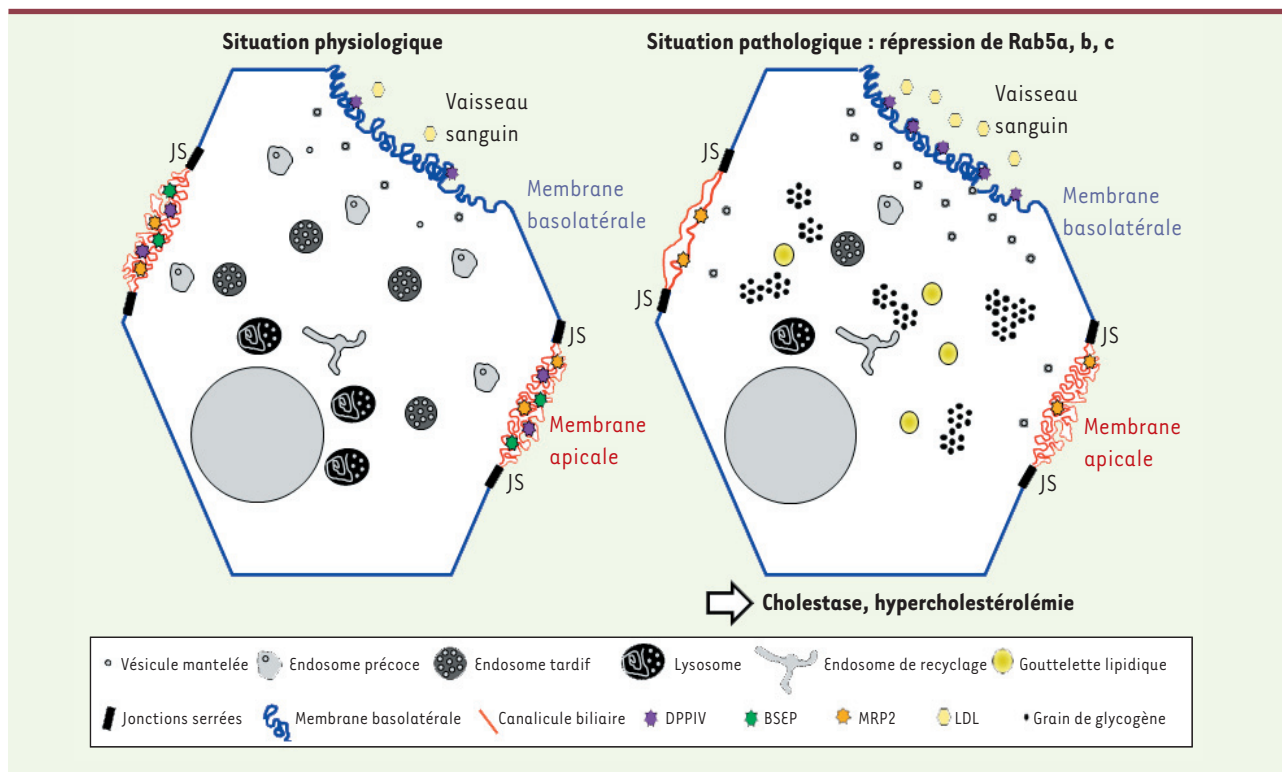 Situation physiologique
Vaisseau
sanguin
JS
Membrane
basolatérale
JS
JS
Membrane
apicale
JS
Situation pathologique : répression de Rab5a, b, c
Vaisseau
sanguin
JS
Membrane
basolatérale
JS
JS
Membrane
apicale
JS
Cholestase, hypercholestérolémie
Vésicule mantelée Endosome précoce Endosome tardif Lysosome Endosome de recyclage Gouttelette lipidique
Jonctions serrées Membrane basolatérale Canalicule biliaire DPPIV BSEP MRP2 LDL Grain de glycogène